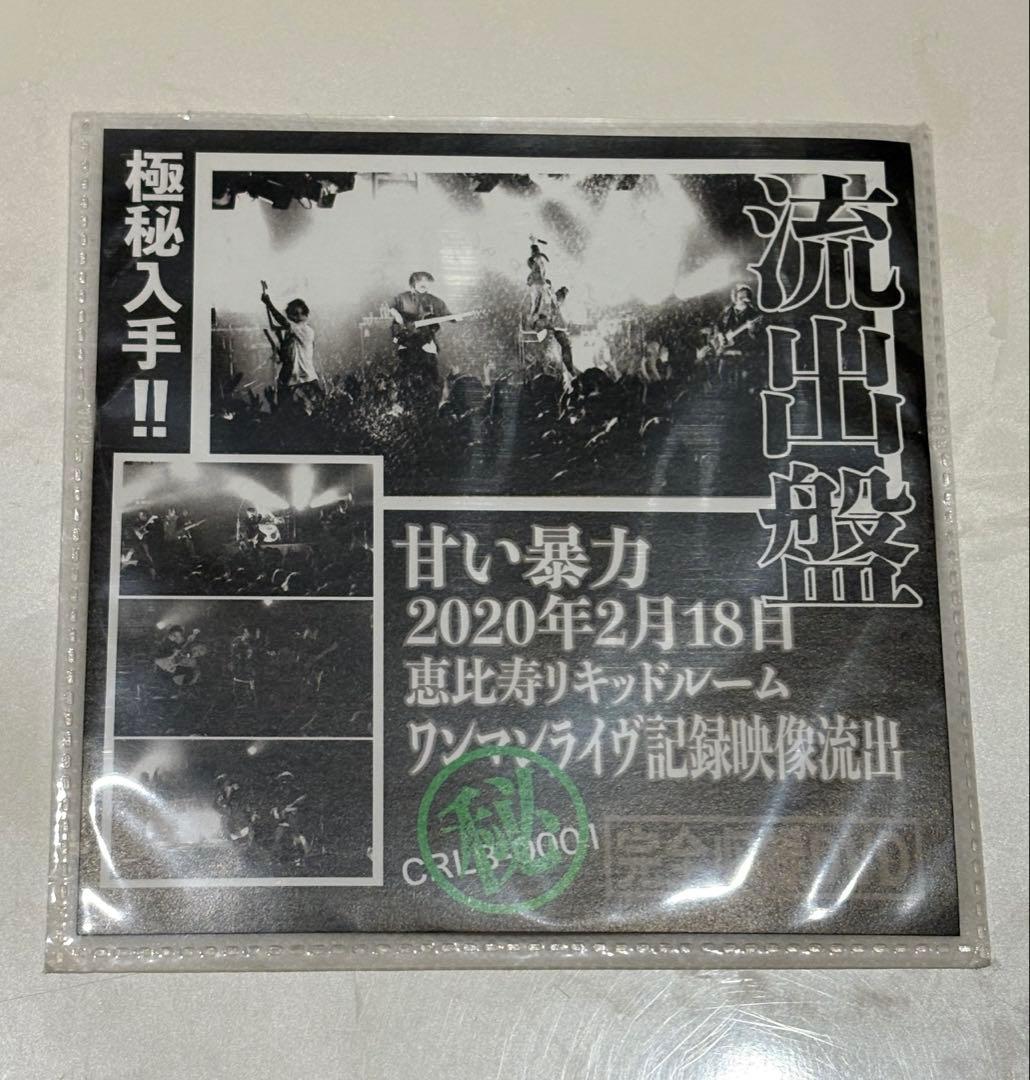 極秘入手!!
流出盤
甘い暴力
2020年2月18日
恵比寿リキッドルーム
ワンマンライヴ記録映像流出
秘